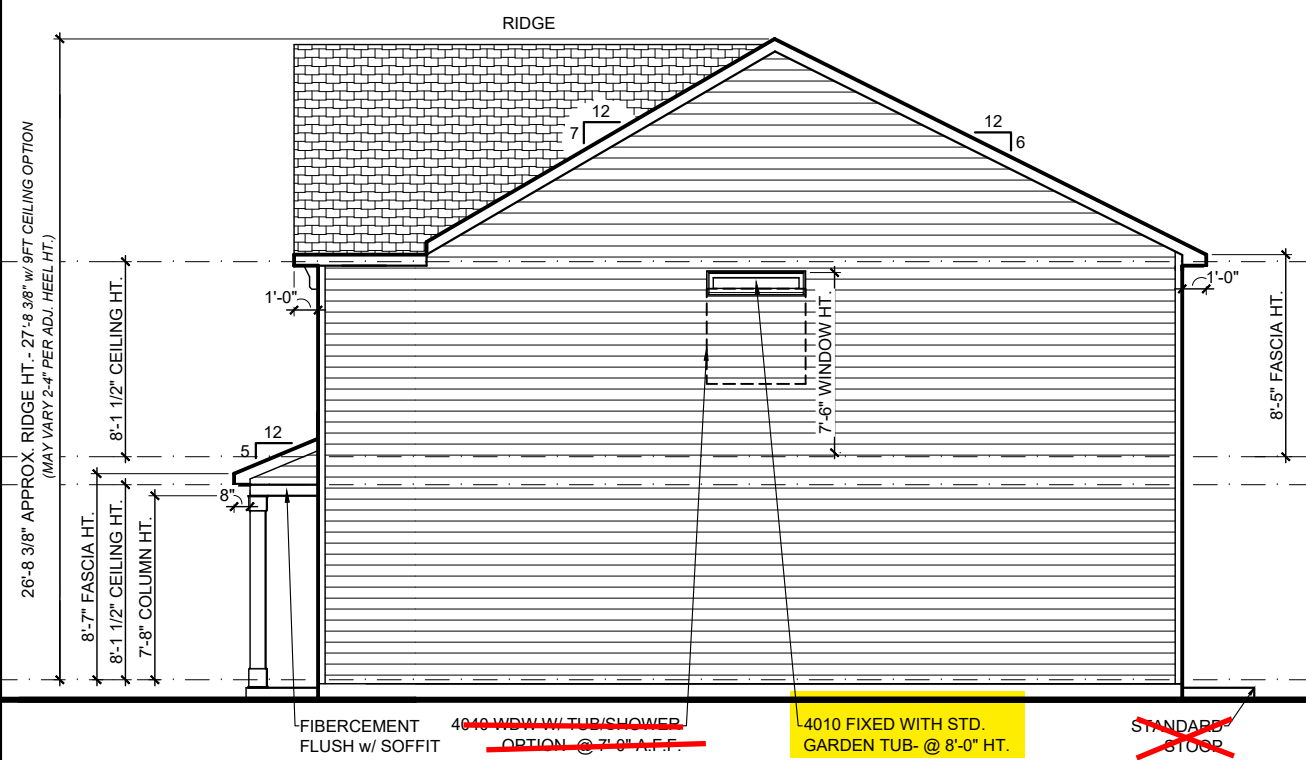 RIDGE
12
7
12
6
26'-8 3/8" APPROX. RIDGE HT.- 27'-8 3/8" w/ 9FT CEILING OPTION
(MAY VARY 2-4" PER ADJ. HEEL HT.)
8'-1 1/2" CEILING HT.
1'-0"
7'-6" WINDOW HT.
1'-0"
8'-5" FASCIA HT.
12
5
8"
8'-7" FASCIA HT.
8'-1 1/2" CEILING HT.
7'-8" COLUMN HT.
FIBERCEMENT
FLUSH w/ SOFFIT
4040 WDW W/ TUB/SHOWER
OPTION @ 7'-0" A.F.F.
4010 FIXED WITH STD.
GARDEN TUB- @ 8'-0" HT.
STANDARD
STOOP